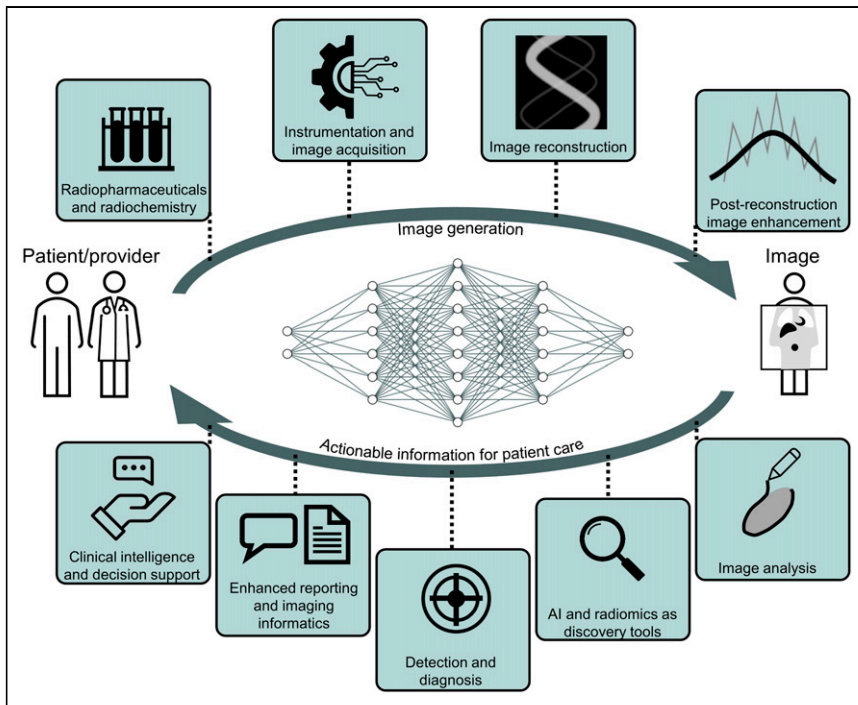 Instrumentation and
image acquisition
Image reconstruction
Radiopharmaceuticals
and radiochemistry
Post-reconstruction
image enhancement
Image generation
Patient/provider
Image
Actionable information for patient care
Clinical intelligence
and decision support
Enhanced reporting
and imaging
informatics
Detection and
diagnosis
AI and radiomics as
discovery tools
Image analysis